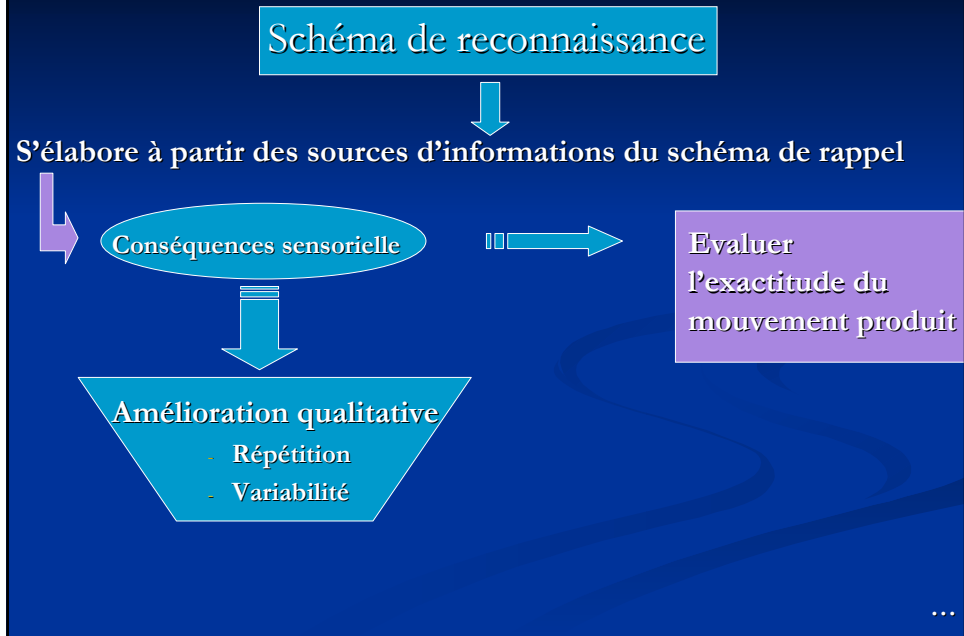 Schéma de reconnaissance
S'élabore à partir des sources d'informations du schéma de rappel
Conséquences sensorielle
Evaluer
l'exactitude du
mouvement produit
Amélioration qualitative
- Répétition
- Variabilité
...